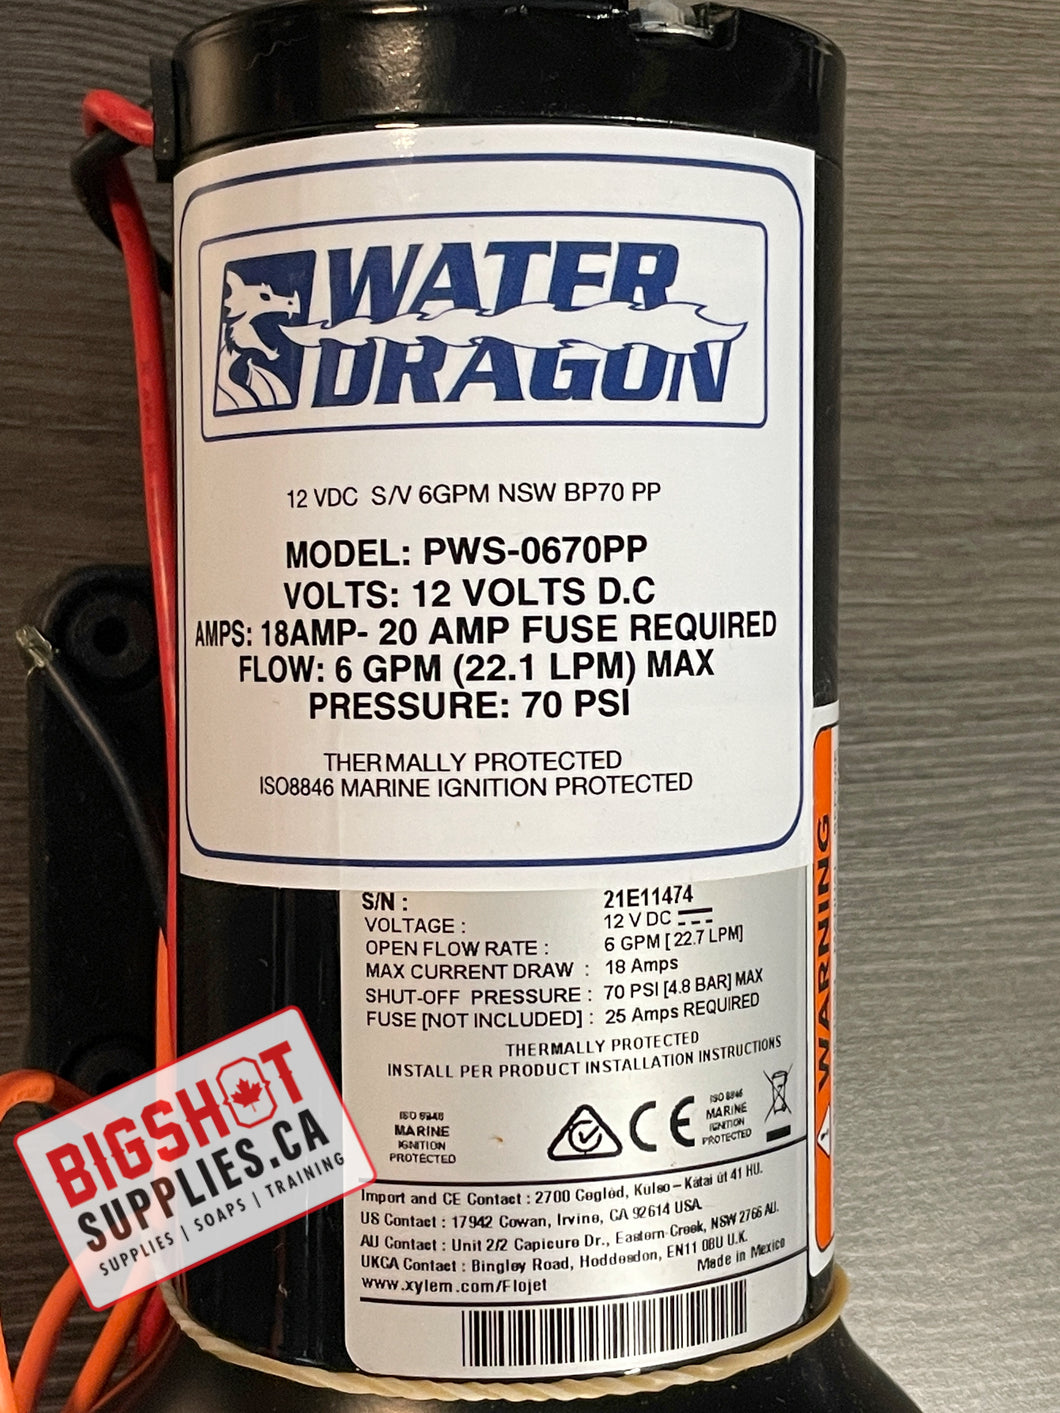 WATER
DRAGON
12 VDC S/V 6GPM NSW BP70 PP
MODEL: PWS-0670PP
VOLTS: 12 VOLTS D.C
AMPS: 18AMP- 20 AMP FUSE REQUIRED
FLOW: 6 GPM (22.1 LPM) MAX
PRESSURE: 70 PSI
THERMALLY PROTECTED
ISO8846 MARINE IGNITION PROTECTED
S/N : 21E11474
VOLTAGE : 12 V DC
OPEN FLOW RATE : 6 GPM [ 22.7 LPM]
MAX CURRENT DRAW : 18 Amps
SHUT-OFF PRESSURE : 70 PSI [4.8 BAR] MAX
FUSE [NOT INCLUDED] : 25 Amps REQUIRED
THERMALLY PROTECTED
INSTALL PER PRODUCT INSTALLATION INSTRUCTIONS
ISO 8846
MARINE
IGNITION
PROTECTED
CE
ISO 8846
MARINE
IGNITION
PROTECTED
Import and CE Contact : 2700 Cegléd, Külso – Kátai út 41 HU.
US Contact : 17942 Cowan, Irvine, CA 92614 USA
AU Contact : Unit 2/2 Capicure Dr., Eastern Creek, NSW 2766 AU.
UKCA Contact : Bingley Road, Hoddesdon, EN11 0BU U.K.
Made in Mexico
www.xylem.com/Flojet
WARNING
BIGSHOT
SUPPLIES.CA
SUPPLIES | SOAPS | TRAINING